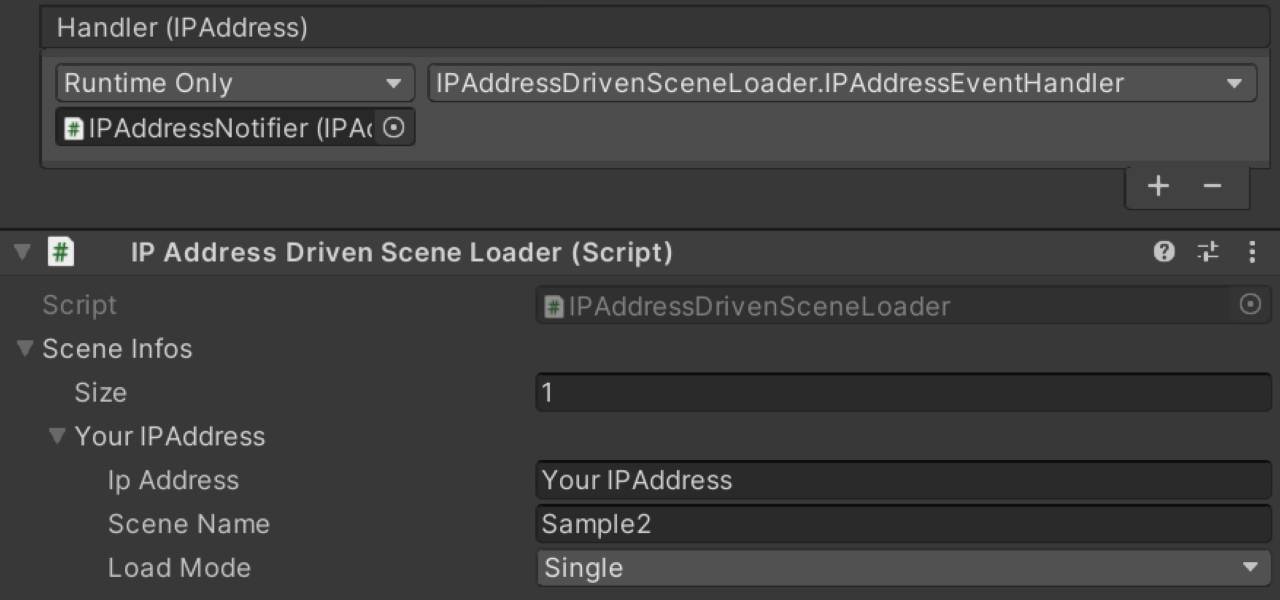 Handler (IPAddress)
Runtime Only IPAddressDrivenSceneLoader.IPAddressEventHandler
# IPAddressNotifier (IPAc
+ −
# IP Address Driven Scene Loader (Script)
Script # IPAddressDrivenSceneLoader
Scene Infos
Size 1
Your IPAddress
Ip Address Your IPAddress
Scene Name Sample2
Load Mode Single